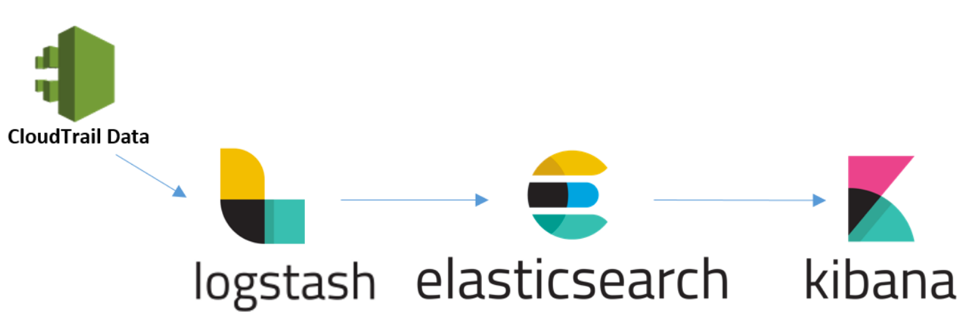 CloudTrail Data
logstash
elasticsearch
kibana